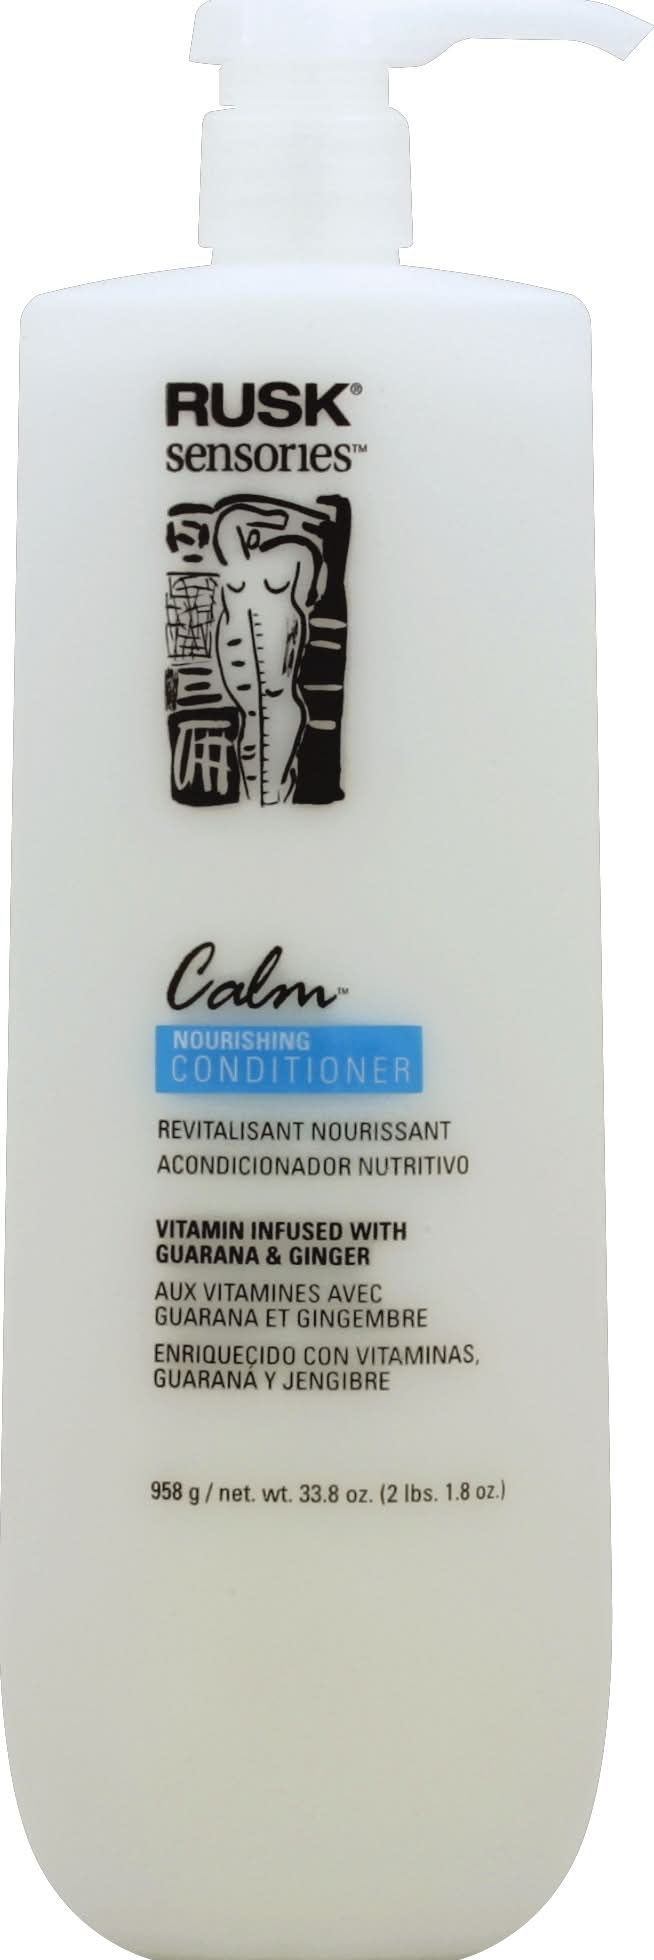 RUSK®
sensories™
Calm™
NOURISHING
CONDITIONER
REVITALISANT NOURISSANT
ACONDICIONADOR NUTRITIVO
VITAMIN INFUSED WITH
GUARANA & GINGER
AUX VITAMINES AVEC
GUARANA ET GINGEMBRE
ENRIQUECIDO CON VITAMINAS,
GUARANÁ Y JENGIBRE
958 g / net. wt. 33.8 oz. (2 lbs. 1.8 oz.)